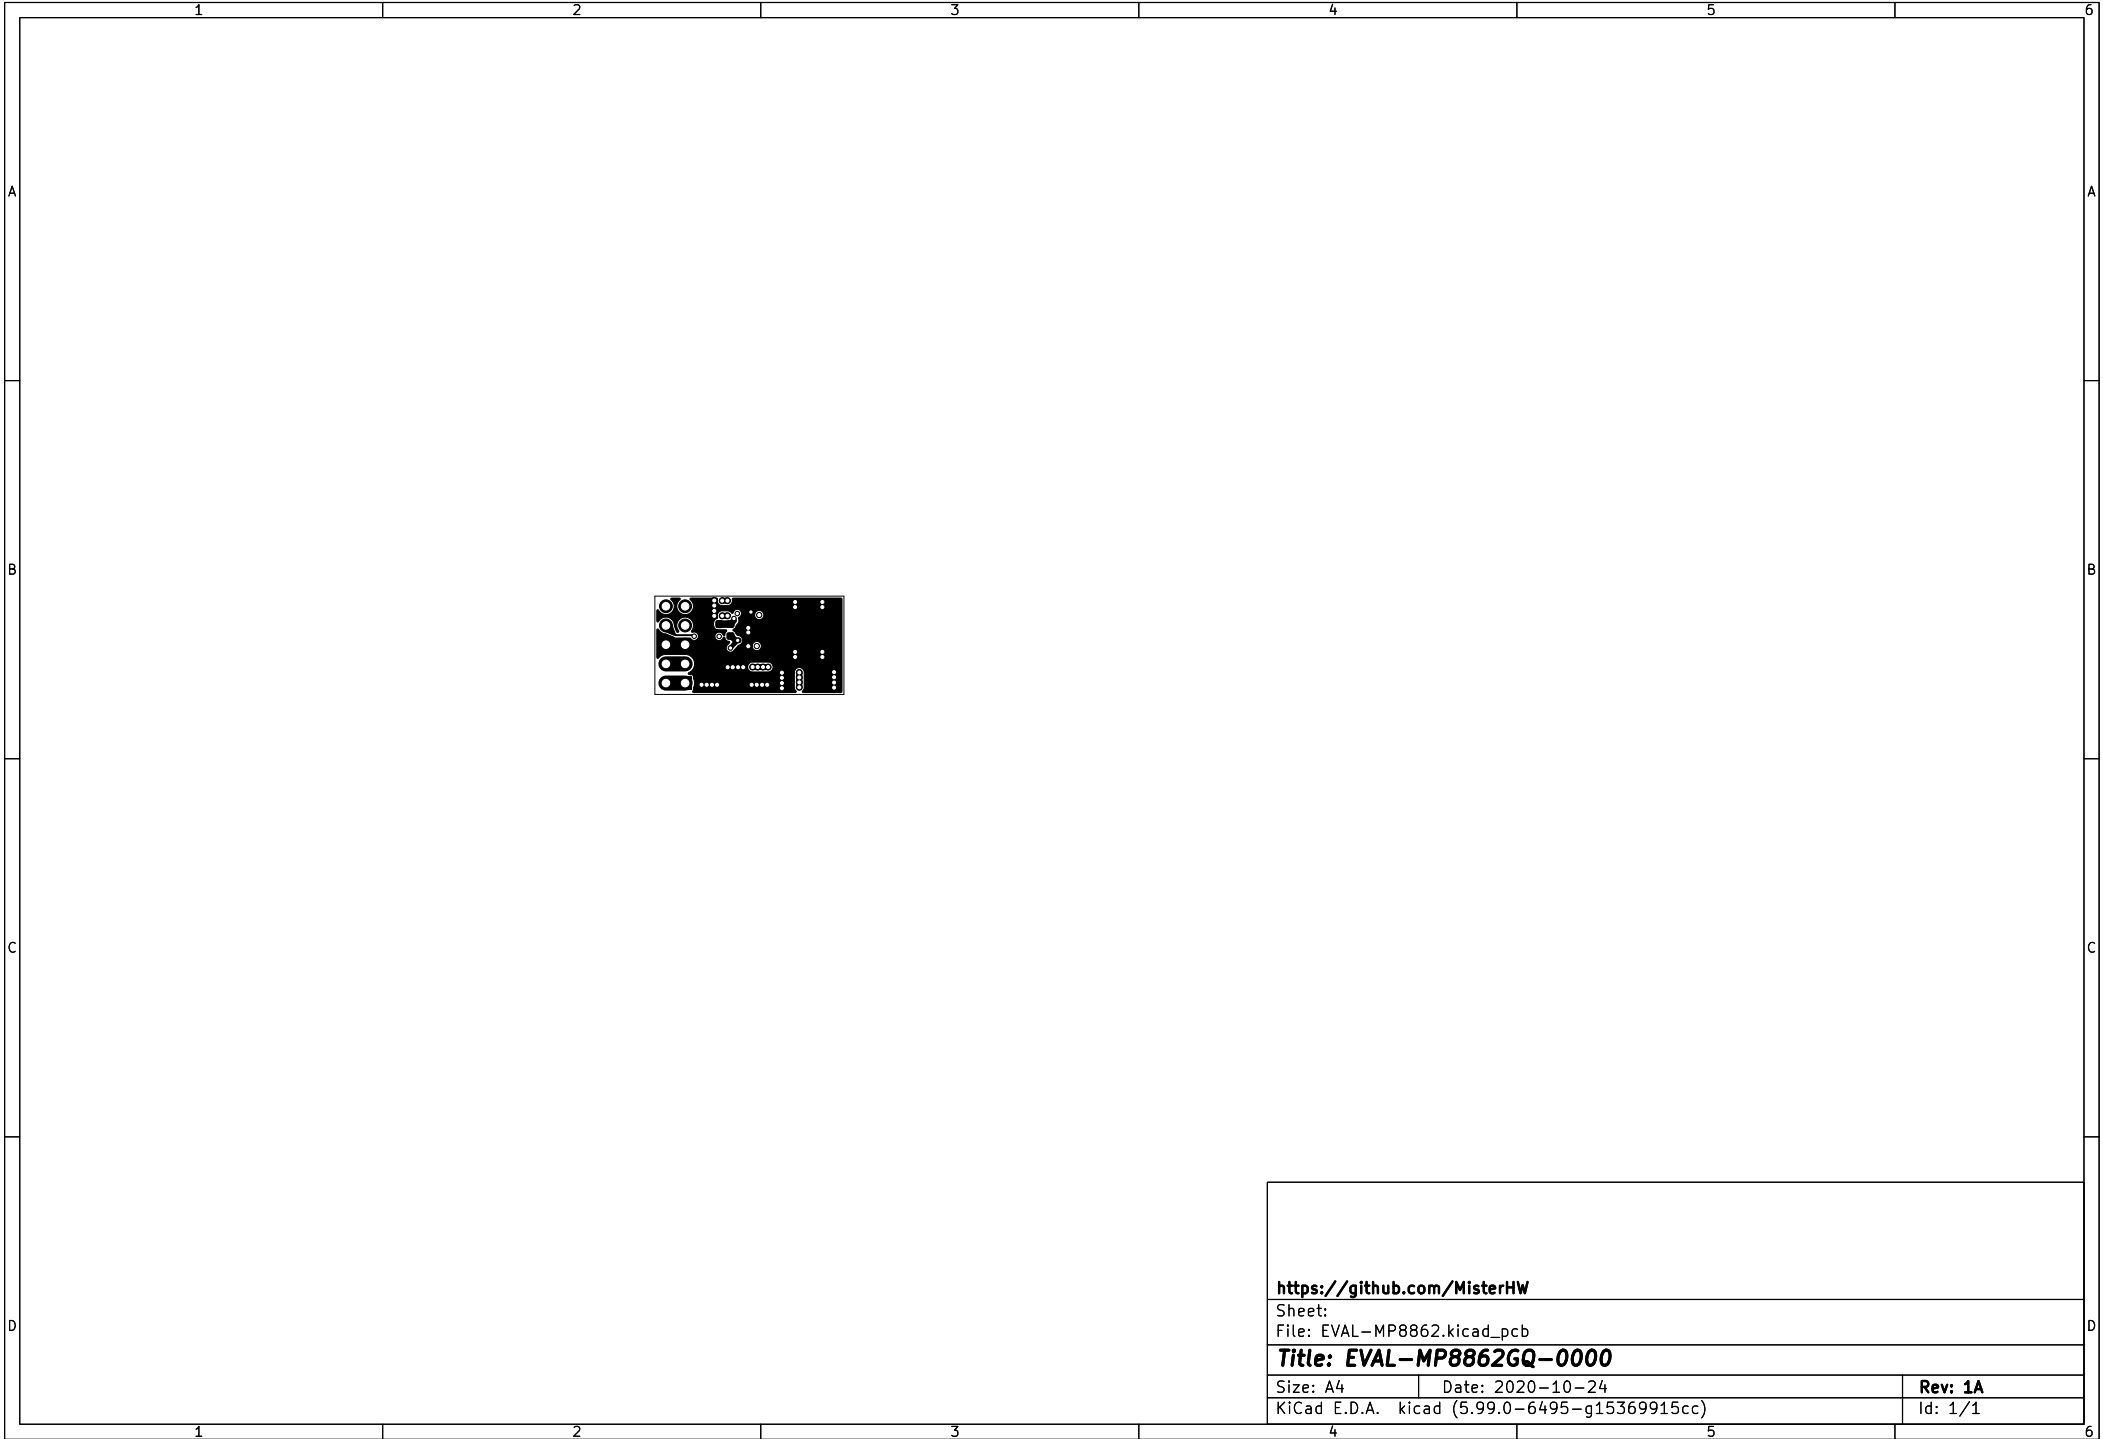 1 2 3 4 5 6
A A
B B
C C
https://github.com/MisterHW
Sheet:
D D
File: EVAL-MP8862.kicad_pcb
Title: EVAL-MP8862GQ-0000
Size: A4 Date: 2020-10-24 Rev: 1A
KiCad E.D.A. kicad (5.99.0-6495-g15369915cc) Id: 1/1
1 2 3 4 5 6